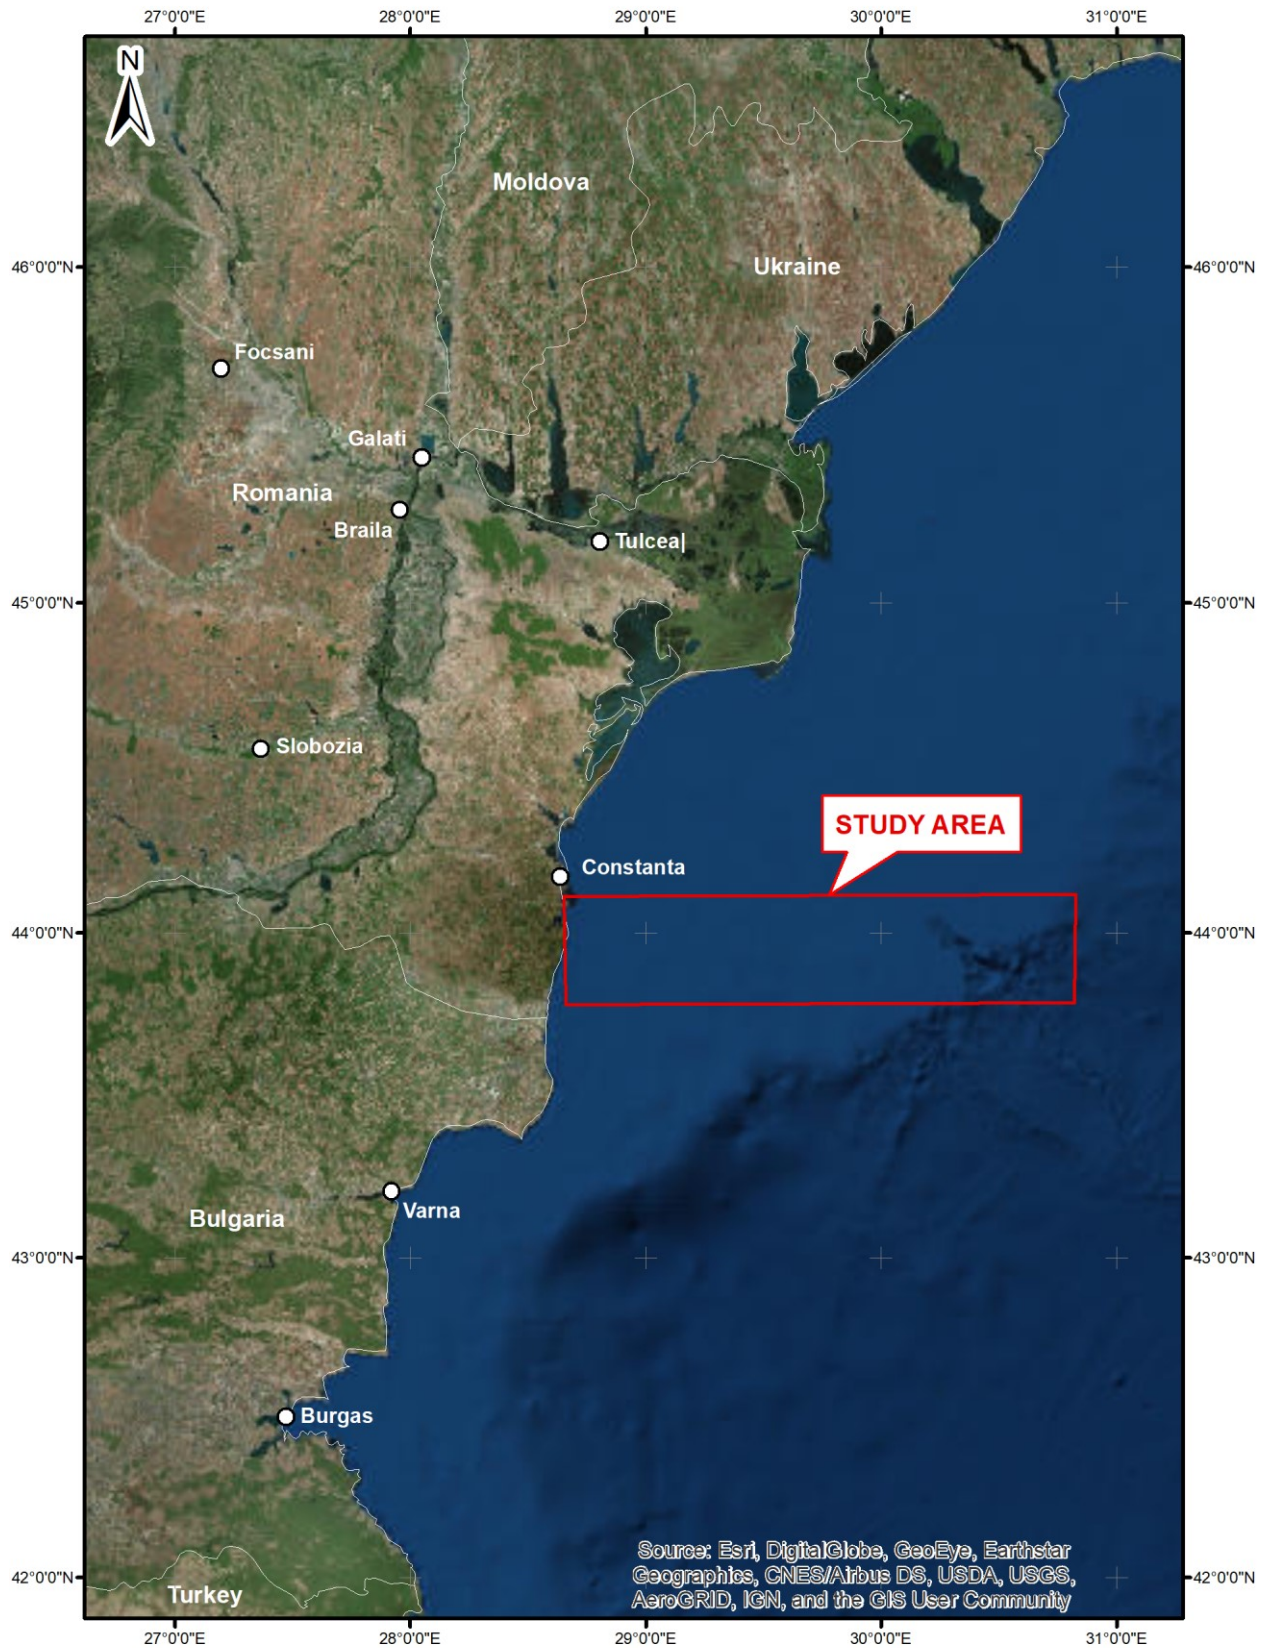 27°0'0"E
28°0'0"E
29°0'0"E
30°0'0"E
31°0'0"E
N
Moldova
46°0'0"N
Ukraine
46°0'0"N
Focsani
Galati
Romania
Braila
Tulcea|
45°0'0"N
45°0'0"N
Slobozia
STUDY AREA
Constanta
44°0'0"N
44°0'0"N
Varna
Bulgaria
43°0'0"N
43°0'0"N
Burgas
Source: Esri, DigitalGlobe, GeoEye, Earthstar
Geographics, CNES/Airbus DS, USDA, USGS,
AeroGRID, IGN, and the GIS User Community
42°0'0"N
42°0'0"N
Turkey
27°0'0"E
28°0'0"E
29°0'0"E
30°0'0"E
31°0'0"E